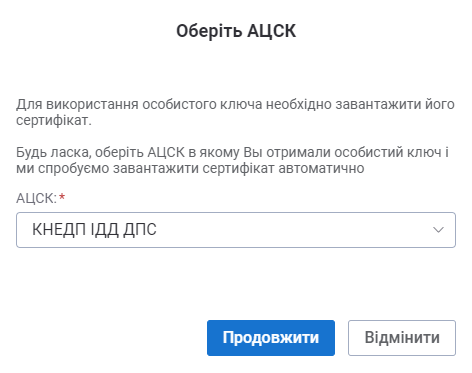 Оберіть АЦСК
Для використання особистого ключа необхідно завантажити його
сертифікат.
Будь ласка, оберіть АЦСК в якому Ви отримали особистий ключ і
ми спробуємо завантажити сертифікат автоматично
АЦСК: *
КНЕДП ІДД ДПС
Продовжити
Відмінити